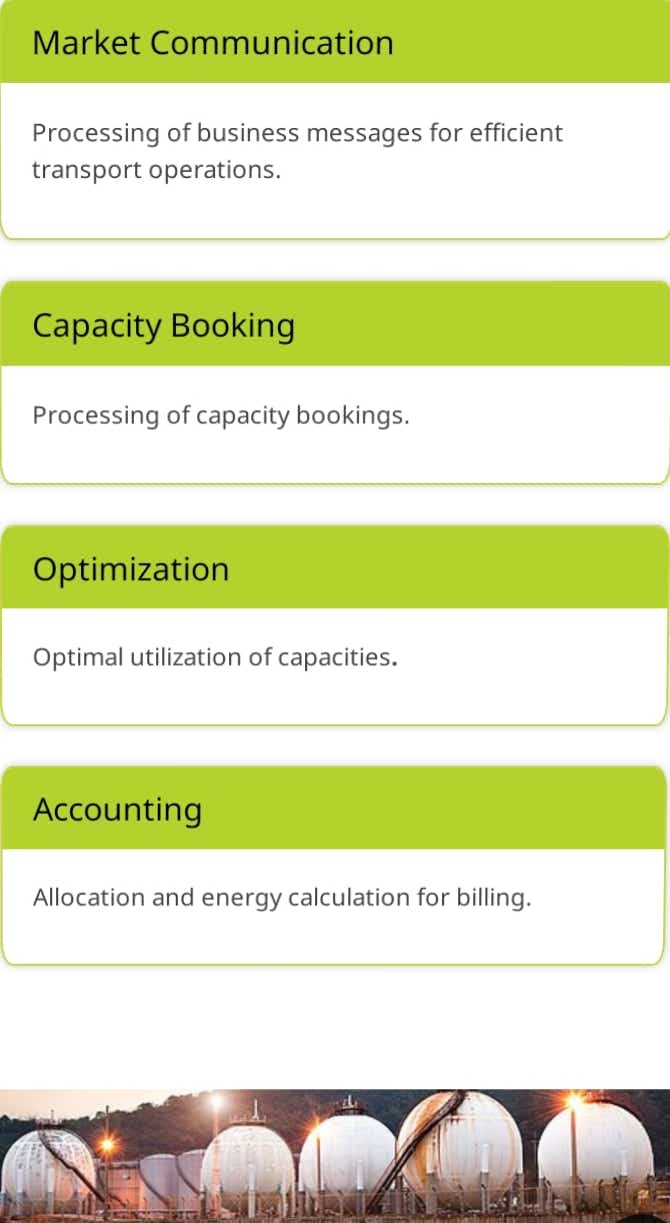 Market Communication
Processing of business messages for efficient
transport operations.
Capacity Booking
Processing of capacity bookings.
Optimization
Optimal utilization of capacities.
Accounting
Allocation and energy calculation for billing.